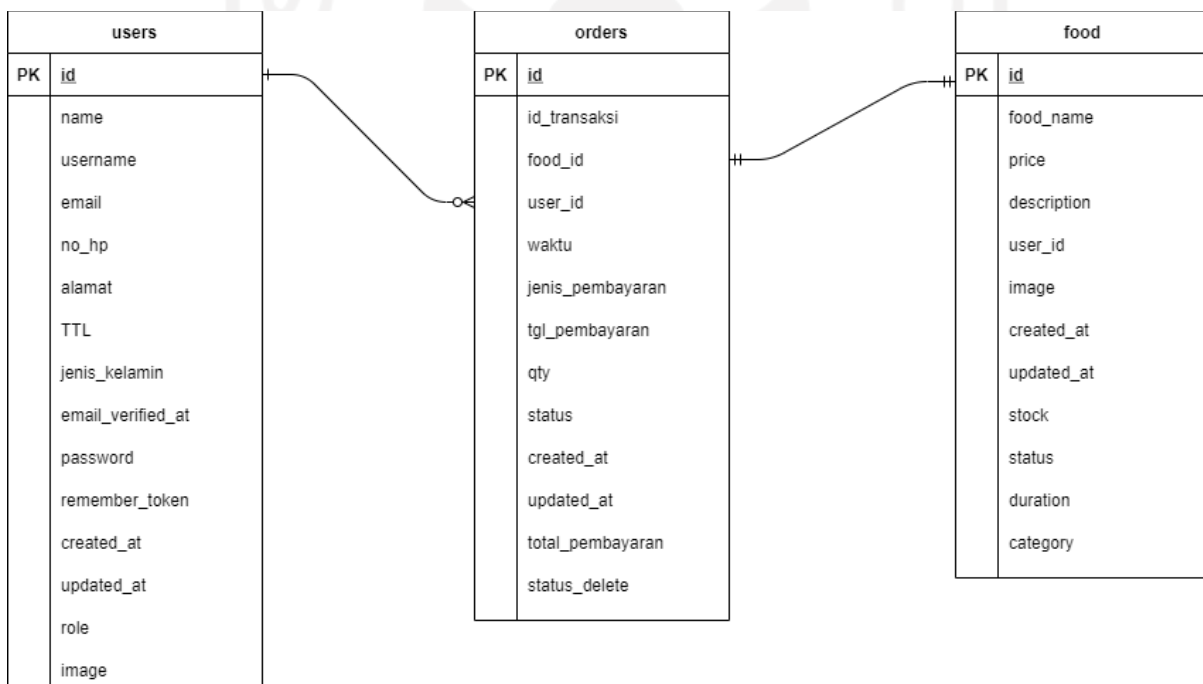 users
PK id
name
username
email
no_hp
alamat
TTL
jenis_kelamin
email_verified_at
password
remember_token
created_at
updated_at
role
image
orders
PK id
id_transaksi
food_id
user_id
waktu
jenis_pembayaran
tgl_pembayaran
qty
status
created_at
updated_at
total_pembayaran
status_delete
food
PK id
food_name
price
description
user_id
image
created_at
updated_at
stock
status
duration
category